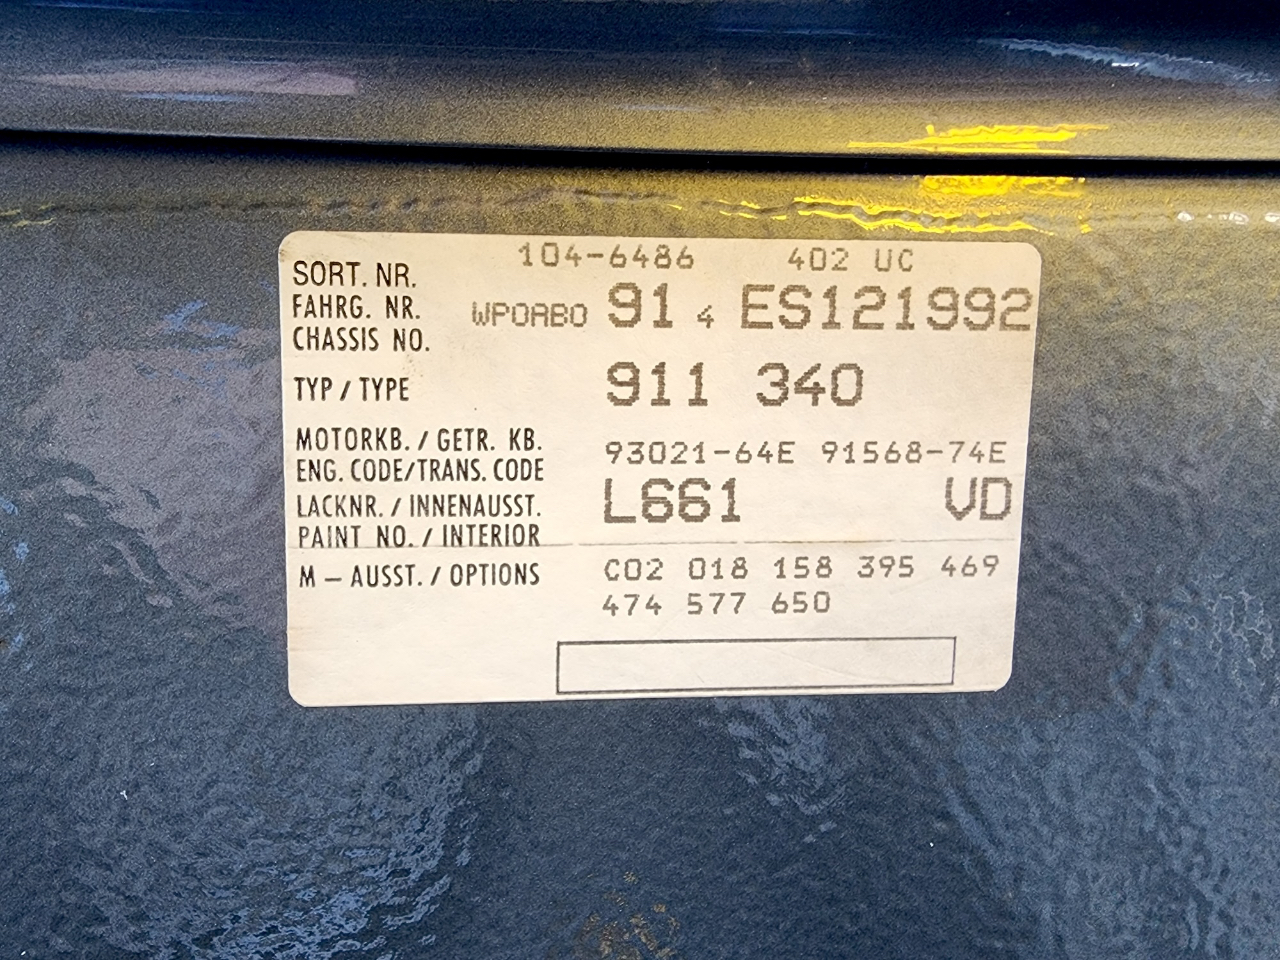 SORT. NR. 104-6486 402 UC
FAHRG. NR.
CHASSIS NO. WP0AB0 91 4 ES121992
TYP / TYPE 911 340
MOTORKB. / GETR. KB.
ENG. CODE/TRANS. CODE 93021-64E 91568-74E
LACKNR. / INNENAUSST.
PAINT NO. / INTERIOR L661 VD
M – AUSST. / OPTIONS C02 018 158 395 469
474 577 650